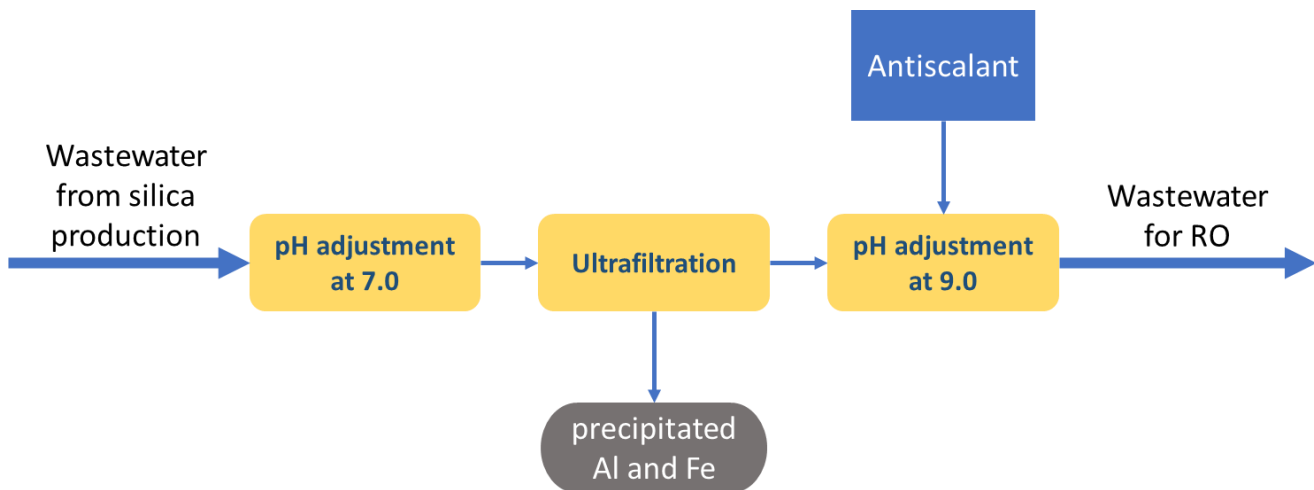 Antiscalant
Wastewater
from silica
production
pH adjustment
at 7.0
Ultrafiltration
pH adjustment
at 9.0
Wastewater
for RO
precipitated
Al and Fe